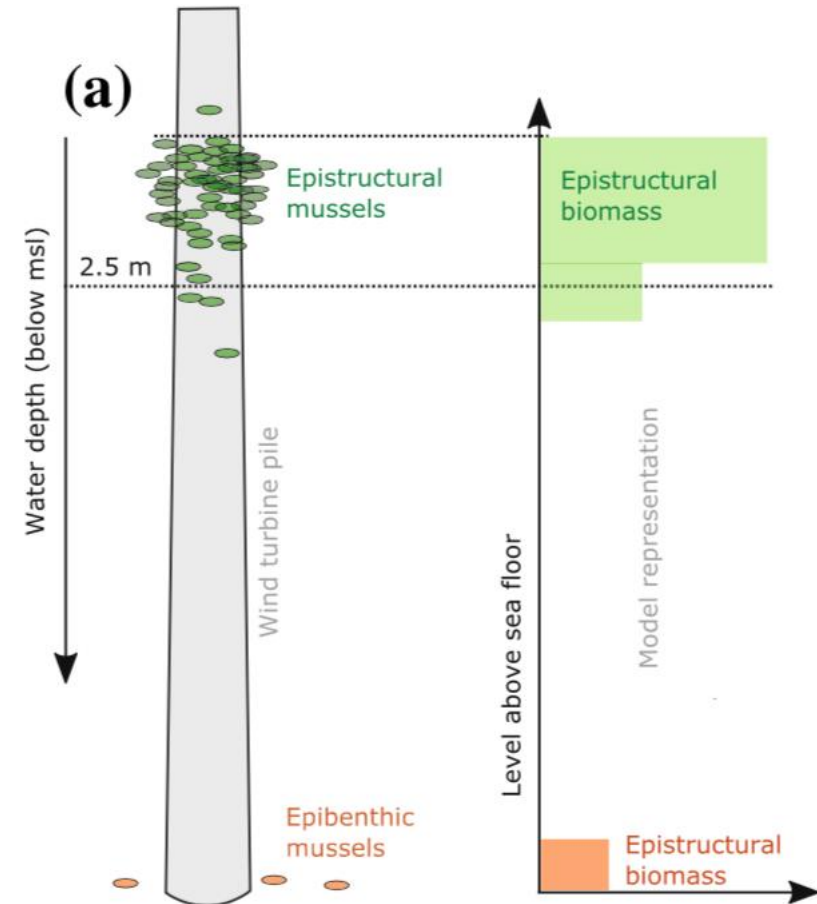 (a)
Epistructural
mussels
Epistructural
biomass
2.5 m
Water depth (below msl)
Wind turbine pile
Level above sea floor
Model representation
Epibenthic
mussels
Epistructural
biomass